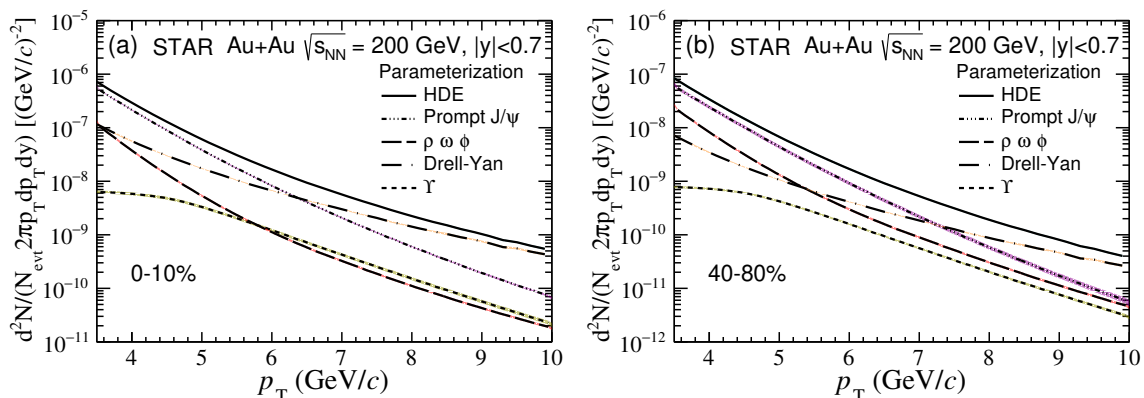 (a) STAR Au+Au √s_NN = 200 GeV, |y|<0.7
Parameterization
HDE
Prompt J/ψ
ρ ω φ
Drell-Yan
ϒ
0-10%
10⁻⁵
10⁻⁶
10⁻⁷
10⁻⁸
10⁻⁹
10⁻¹⁰
10⁻¹¹
d²N/(N_evt 2πp_T dp_T dy) [(GeV/c)⁻²]
4 5 6 7 8 9 10
p_T (GeV/c)
(b) STAR Au+Au √s_NN = 200 GeV, |y|<0.7
Parameterization
HDE
Prompt J/ψ
ρ ω φ
Drell-Yan
ϒ
40-80%
10⁻⁶
10⁻⁷
10⁻⁸
10⁻⁹
10⁻¹⁰
10⁻¹¹
10⁻¹²
d²N/(N_evt 2πp_T dp_T dy) [(GeV/c)⁻²]
4 5 6 7 8 9 10
p_T (GeV/c)